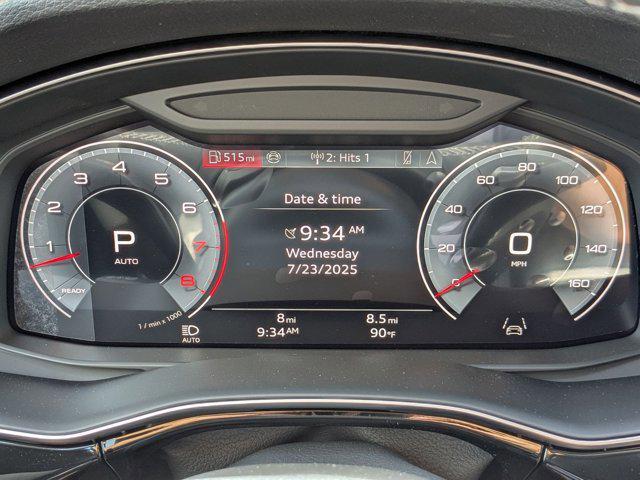 515mi
2: Hits 1
1 2 3 4 5 6 7 8
P
AUTO
READY
1 / min x 1000
Date & time
9:34 AM
Wednesday
7/23/2025
8mi 8.5mi
9:34AM 90°F
AUTO
0 20 40 60 80 100 120 140 160
0
MPH